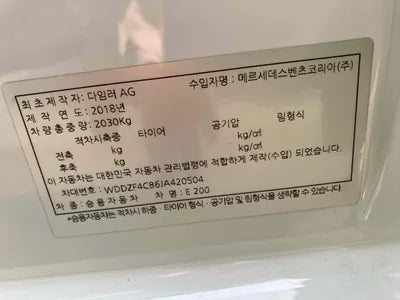 최초제작자: 다임러 AG 수입자명 : 메르세데스벤츠코리아(주)
제 작 연 도: 2018년
차량총중량: 2030Kg
적차시측중 타이어 공기압 림형식
전축 kg kg/㎠
후축 kg kg/㎠
이 자동차는 대한민국 자동차 관리법령에 적합하게 제작(수입) 되었습니다.
차대번호: WDDZF4CB6JA420504
차 종 : 승용자동차 차 명 : E 200
*승용자동차는 적차시 하중 · 타이어 형식 · 공기압 및 림형식을 생략할 수 있습니다.